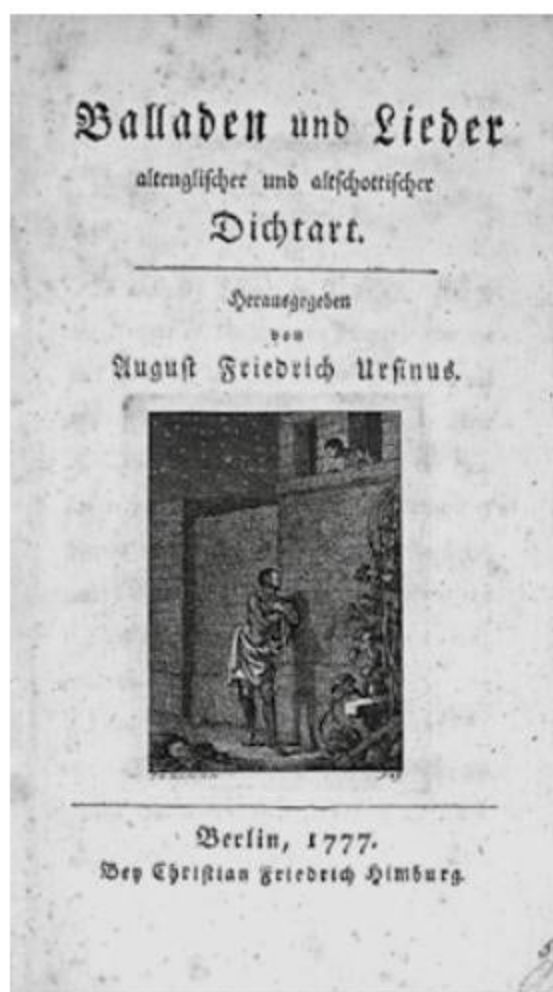 Balladen und Lieder
altenglischer und altschottischer
Dichtart.
Herausgegeben
von
August Friedrich Ursinus.
Berlin, 1777.
Bey Christian Friedrich Himburg.